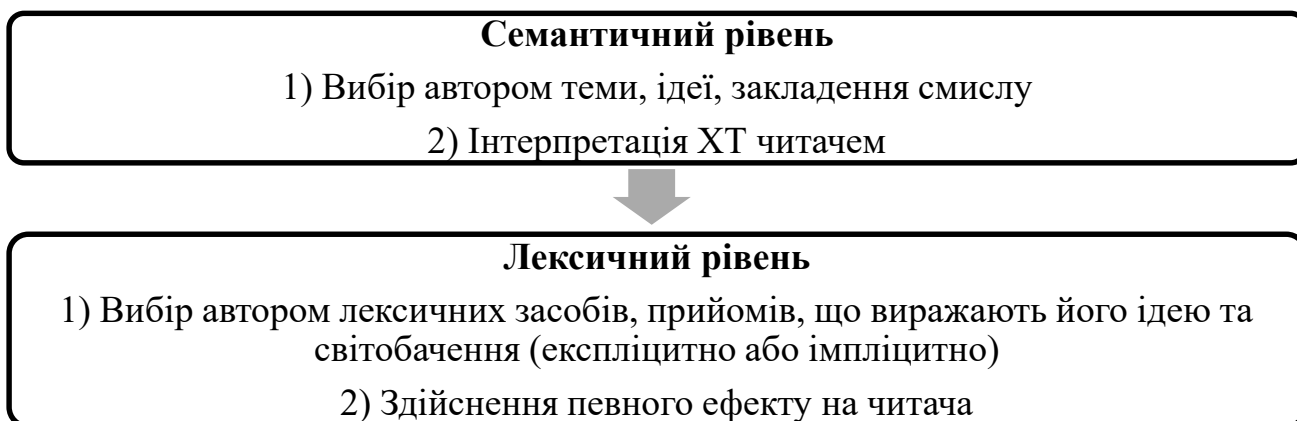 Семантичний рівень
1) Вибір автором теми, ідеї, закладення смислу
2) Інтерпретація ХТ читачем
Лексичний рівень
1) Вибір автором лексичних засобів, прийомів, що виражають його ідею та
світобачення (експліцитно або імпліцитно)
2) Здійснення певного ефекту на читача